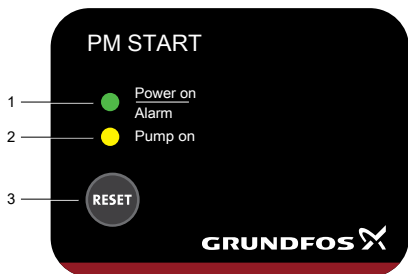 PM START
1
Power on
Alarm
2
Pump on
3
RESET
GRUNDFOS